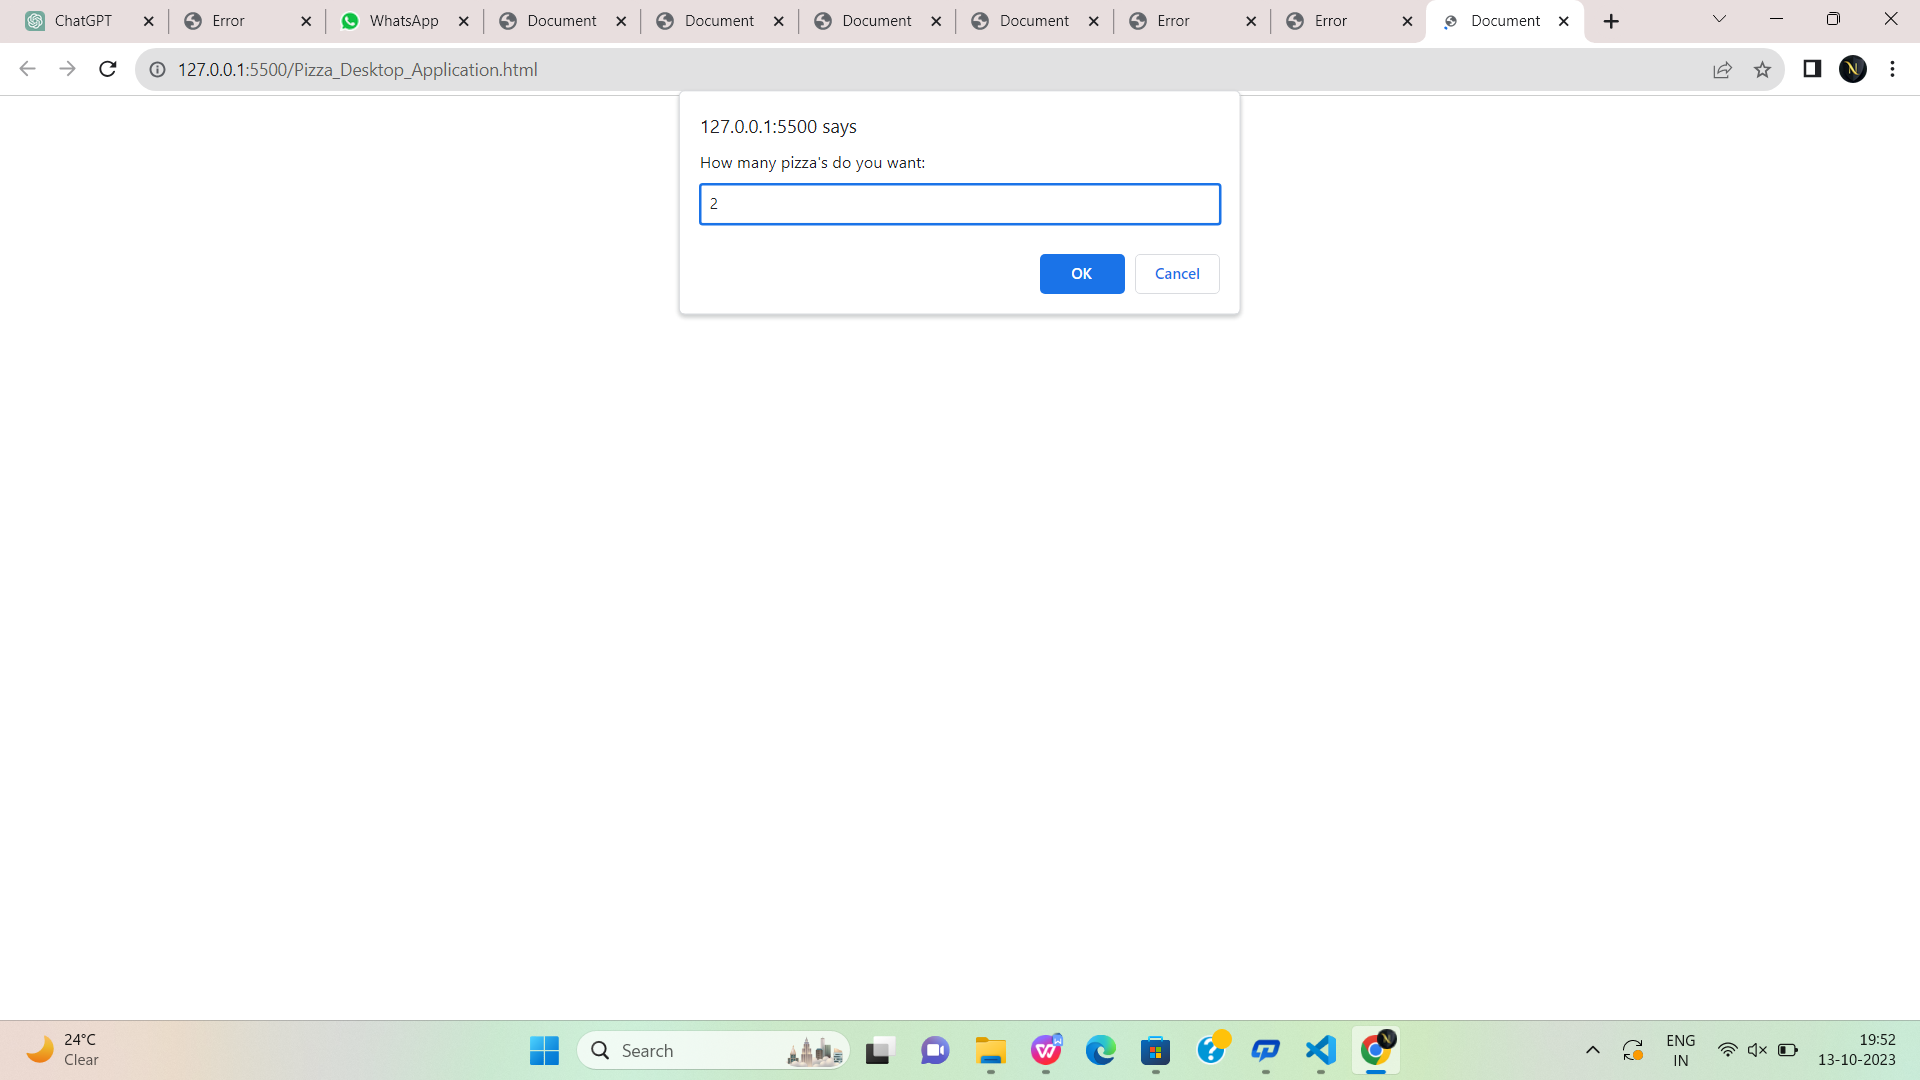 ChatGPT
Error
WhatsApp
Document
Document
Document
Document
Error
Error
Document
127.0.0.1:5500/Pizza_Desktop_Application.html
N
127.0.0.1:5500 says
How many pizza's do you want:
2
OK
Cancel
24°C
Clear
Search
ENG
IN
19:52
13-10-2023